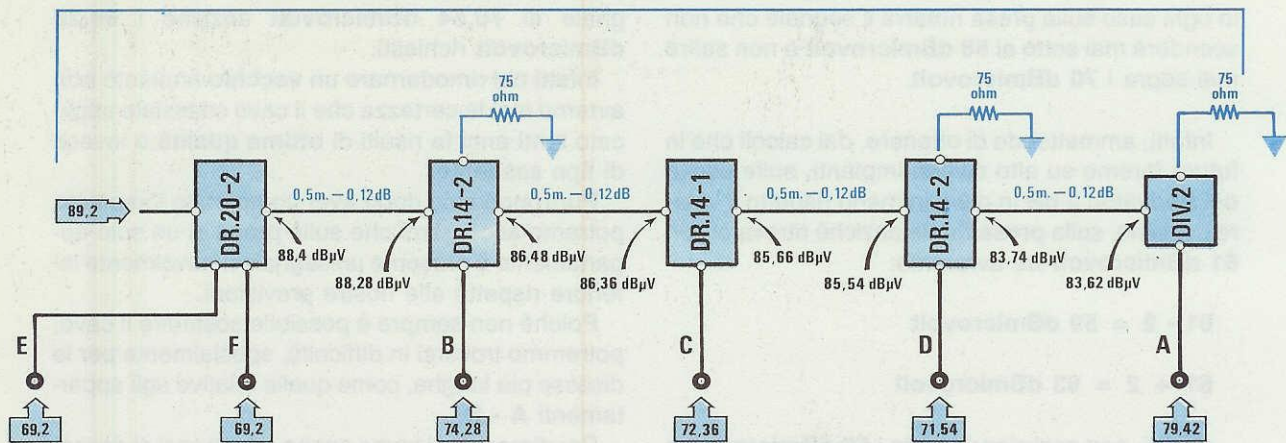 75
ohm
75
ohm
75
ohm
89,2
DR.20-2
0,5m. – 0,12dB
DR.14-2
0,5m. – 0,12dB
DR.14-1
0,5m. – 0,12dB
DR.14-2
0,5m. – 0,12dB
DIV.2
88,4 dBµV
88,28 dBµV
86,48 dBµV
86,36 dBµV
85,66 dBµV
85,54 dBµV
83,74 dBµV
83,62 dBµV
E
F
B
C
D
A
69,2
69,2
74,28
72,36
71,54
79,42